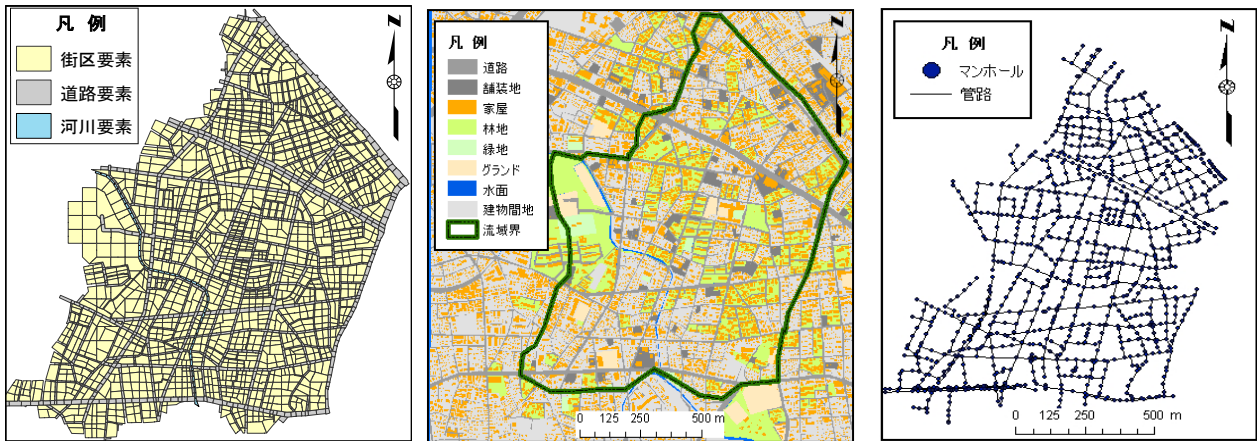 凡 例
街区要素
道路要素
河川要素
N
凡 例
道路
舗装地
家屋
林地
緑地
グランド
水面
建物間地
流域界
N
0 125 250 500 m
凡 例
マンホール
管路
N
0 125 250 500 m